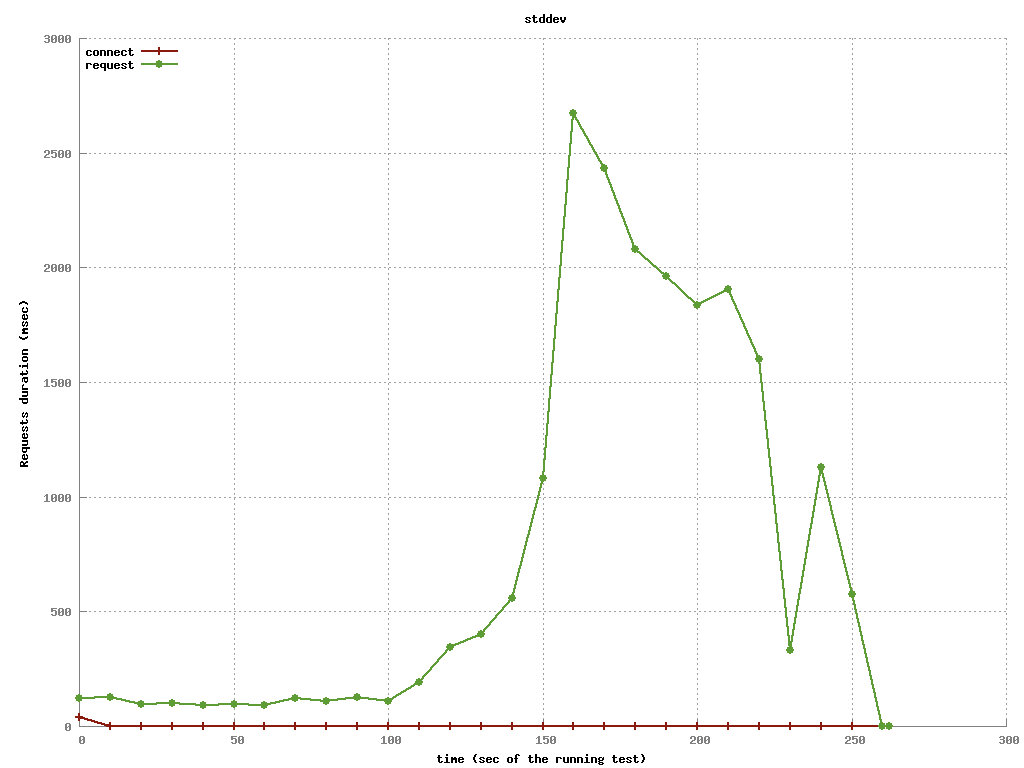 stddev
3000
connect
request
2500
2000
1500
1000
500
0
Requests duration (msec)
0 50 100 150 200 250 300
time (sec of the running test)